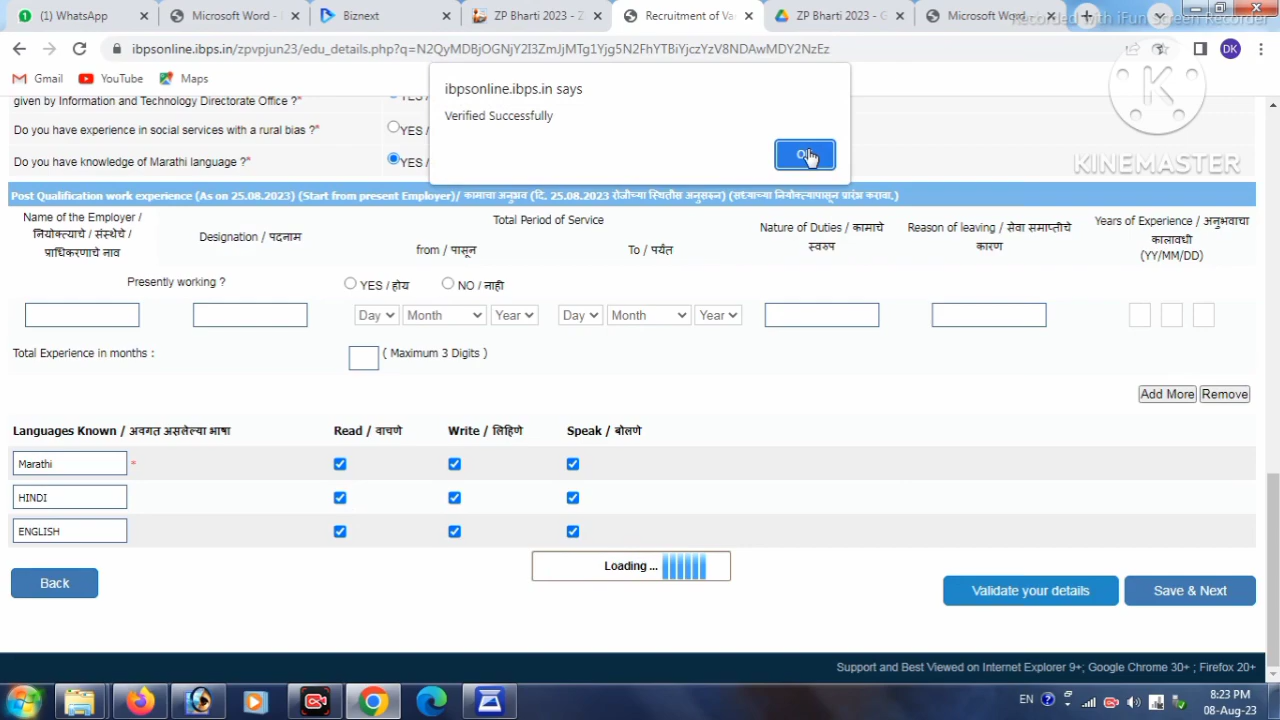 (1) WhatsApp
Microsoft Word -
Biznext
ZP Bharti 2023 - Z
Recruitment of Va
ZP Bharti 2023 - G
Microsoft Word
Recorded with iFun Screen Recorder
ibpsonline.ibps.in/zpvpjun23/edu_details.php?q=N2QyMDBjOGNjY2I3ZmJjMTg1Yjg5N2FhYTBiYjczYzV8NDAwMDY2NzEz
DK
Gmail
YouTube
Maps
K
KINEMASTER
ibpsonline.ibps.in says
Verified Successfully
given by Information and Technology Directorate Office ?*
Do you have experience in social services with a rural bias ?*
YES /
Do you have knowledge of Marathi language ?*
YES /
Post Qualification work experience (As on 25.08.2023) (Start from present Employer)/ कामाचा अनुभव (दि. 25.08.2023 रोजीच्या स्थितीस अनुसरुन) (सध्याच्या नियोक्त्यापासून प्रारंभ करावा.)
Name of the Employer /
नियोक्त्याचे / संस्थेचे /
प्राधिकरणाचे नाव
Designation / पदनाम
Total Period of Service
from / पासून
To / पर्यंत
Nature of Duties / कामाचे
स्वरुप
Reason of leaving / सेवा समाप्तीचे
कारण
Years of Experience / अनुभवाचा
कालावधी
(YY/MM/DD)
Presently working ?
YES / होय
NO / नाही
Day Month Year Day Month Year
Total Experience in months :
( Maximum 3 Digits )
Add More Remove
Languages Known / अवगत असलेल्या भाषा
Read / वाचणे
Write / लिहिणे
Speak / बोलणे
Marathi *
HINDI
ENGLISH
Loading ...
Back
Validate your details
Save & Next
Support and Best Viewed on Internet Explorer 9+; Google Chrome 30+ ; Firefox 20+
EN
8:23 PM
08-Aug-23